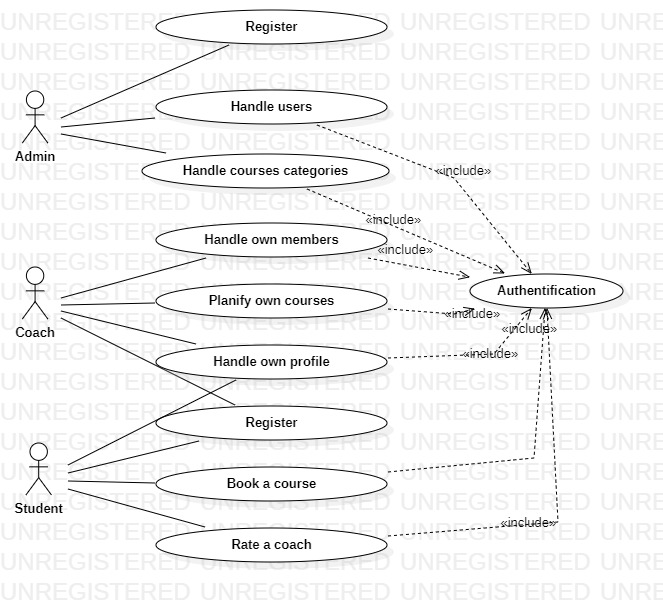 UNREGISTERED UNREGISTERED UNREGISTERED UNRE
Register
Handle users
Admin
Handle courses categories
«include»
«include»
Handle own members
«include»
Authentification
Planify own courses
«include»
«include»
Coach
«include»
Handle own profile
Register
Book a course
Student
«include»
Rate a coach